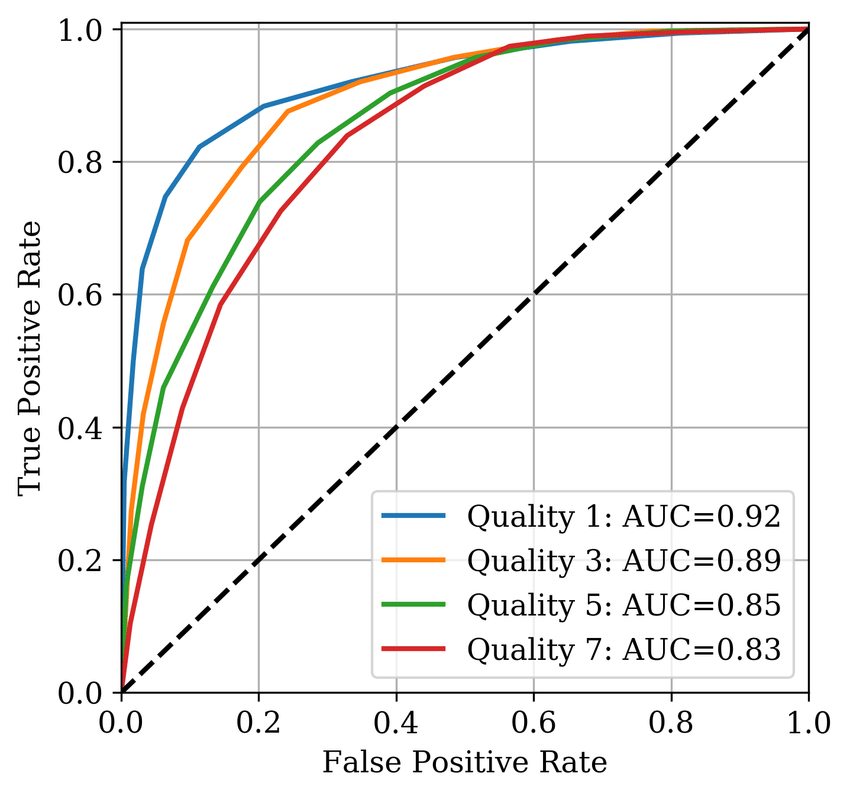 1.0
0.8
0.6
0.4
0.2
0.0
True Positive Rate
Quality 1: AUC=0.92
Quality 3: AUC=0.89
Quality 5: AUC=0.85
Quality 7: AUC=0.83
0.0 0.2 0.4 0.6 0.8 1.0
False Positive Rate